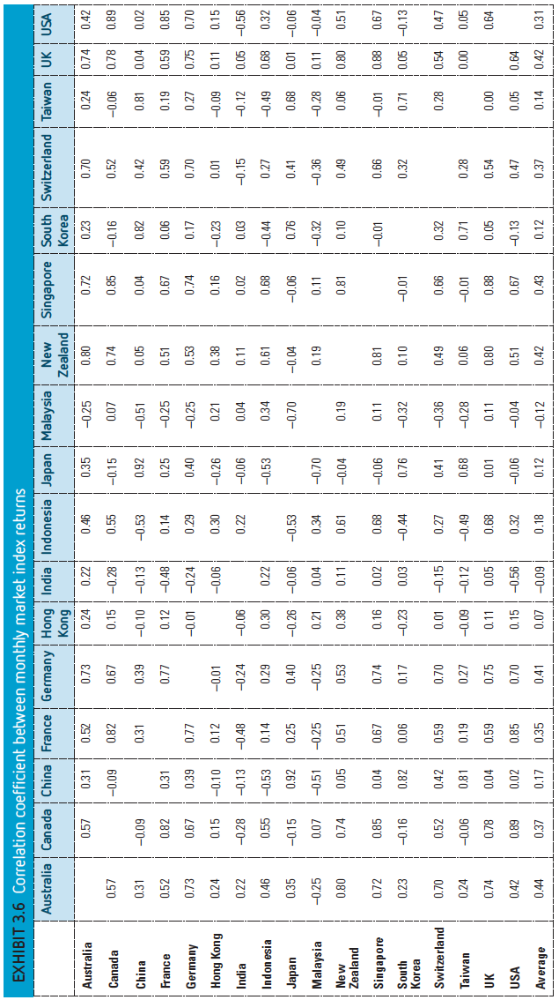 EXHIBIT 3.6 Correlation coefficient between monthly market index returns
Australia Canada China France Germany Hong Kong India Indonesia Japan Malaysia New Zealand Singapore South Korea Switzerland Taiwan UK USA
Australia 0.57 0.31 0.52 0.73 0.24 0.22 0.46 0.35 –0.25 0.80 0.72 0.23 0.70 0.24 0.74 0.42
Canada 0.57 –0.09 0.82 0.67 0.15 –0.28 0.55 –0.15 0.07 0.74 0.85 –0.16 0.52 –0.06 0.78 0.89
China 0.31 –0.09 0.31 0.39 –0.10 –0.13 –0.53 0.92 –0.51 0.05 0.04 0.82 0.42 0.81 0.04 0.02
France 0.52 0.82 0.31 0.77 0.12 –0.48 0.14 0.25 –0.25 0.51 0.67 0.06 0.59 0.19 0.59 0.85
Germany 0.73 0.67 0.39 0.77 –0.01 –0.24 0.29 0.40 –0.25 0.53 0.74 0.17 0.70 0.27 0.75 0.70
Hong Kong 0.24 0.15 –0.10 0.12 –0.01 –0.06 0.30 –0.26 0.21 0.38 0.16 –0.23 0.01 –0.09 0.11 0.15
India 0.22 –0.28 –0.13 –0.48 –0.24 –0.06 0.22 –0.06 0.04 0.11 0.02 0.03 –0.15 –0.12 0.05 –0.56
Indonesia 0.46 0.55 –0.53 0.14 0.29 0.30 0.22 –0.53 0.34 0.61 0.68 –0.44 0.27 –0.49 0.68 0.32
Japan 0.35 –0.15 0.92 0.25 0.40 –0.26 –0.06 –0.53 –0.70 –0.04 –0.06 0.76 0.41 0.68 0.01 –0.06
Malaysia –0.25 0.07 –0.51 –0.25 –0.25 0.21 0.04 0.34 –0.70 0.19 0.11 –0.32 –0.36 –0.28 0.11 –0.04
New Zealand 0.80 0.74 0.05 0.51 0.53 0.38 0.11 0.61 –0.04 0.19 0.81 0.10 0.49 0.06 0.80 0.51
Singapore 0.72 0.85 0.04 0.67 0.74 0.16 0.02 0.68 –0.06 0.11 0.81 –0.01 0.66 –0.01 0.88 0.67
South Korea 0.23 –0.16 0.82 0.06 0.17 –0.23 0.03 –0.44 0.76 –0.32 0.10 –0.01 0.32 0.71 0.05 –0.13
Switzerland 0.70 0.52 0.42 0.59 0.70 0.01 –0.15 0.27 0.41 –0.36 0.49 0.66 0.32 0.28 0.54 0.47
Taiwan 0.24 –0.06 0.81 0.19 0.27 –0.09 –0.12 –0.49 0.68 –0.28 0.06 –0.01 0.71 0.28 0.00 0.05
UK 0.74 0.78 0.04 0.59 0.75 0.11 0.05 0.68 0.01 0.11 0.80 0.88 0.05 0.54 0.00 0.64
USA 0.42 0.89 0.02 0.85 0.70 0.15 –0.56 0.32 –0.06 –0.04 0.51 0.67 –0.13 0.47 0.05 0.64
Average 0.44 0.37 0.17 0.35 0.41 0.07 –0.09 0.18 0.12 –0.12 0.42 0.43 0.12 0.37 0.14 0.42 0.31